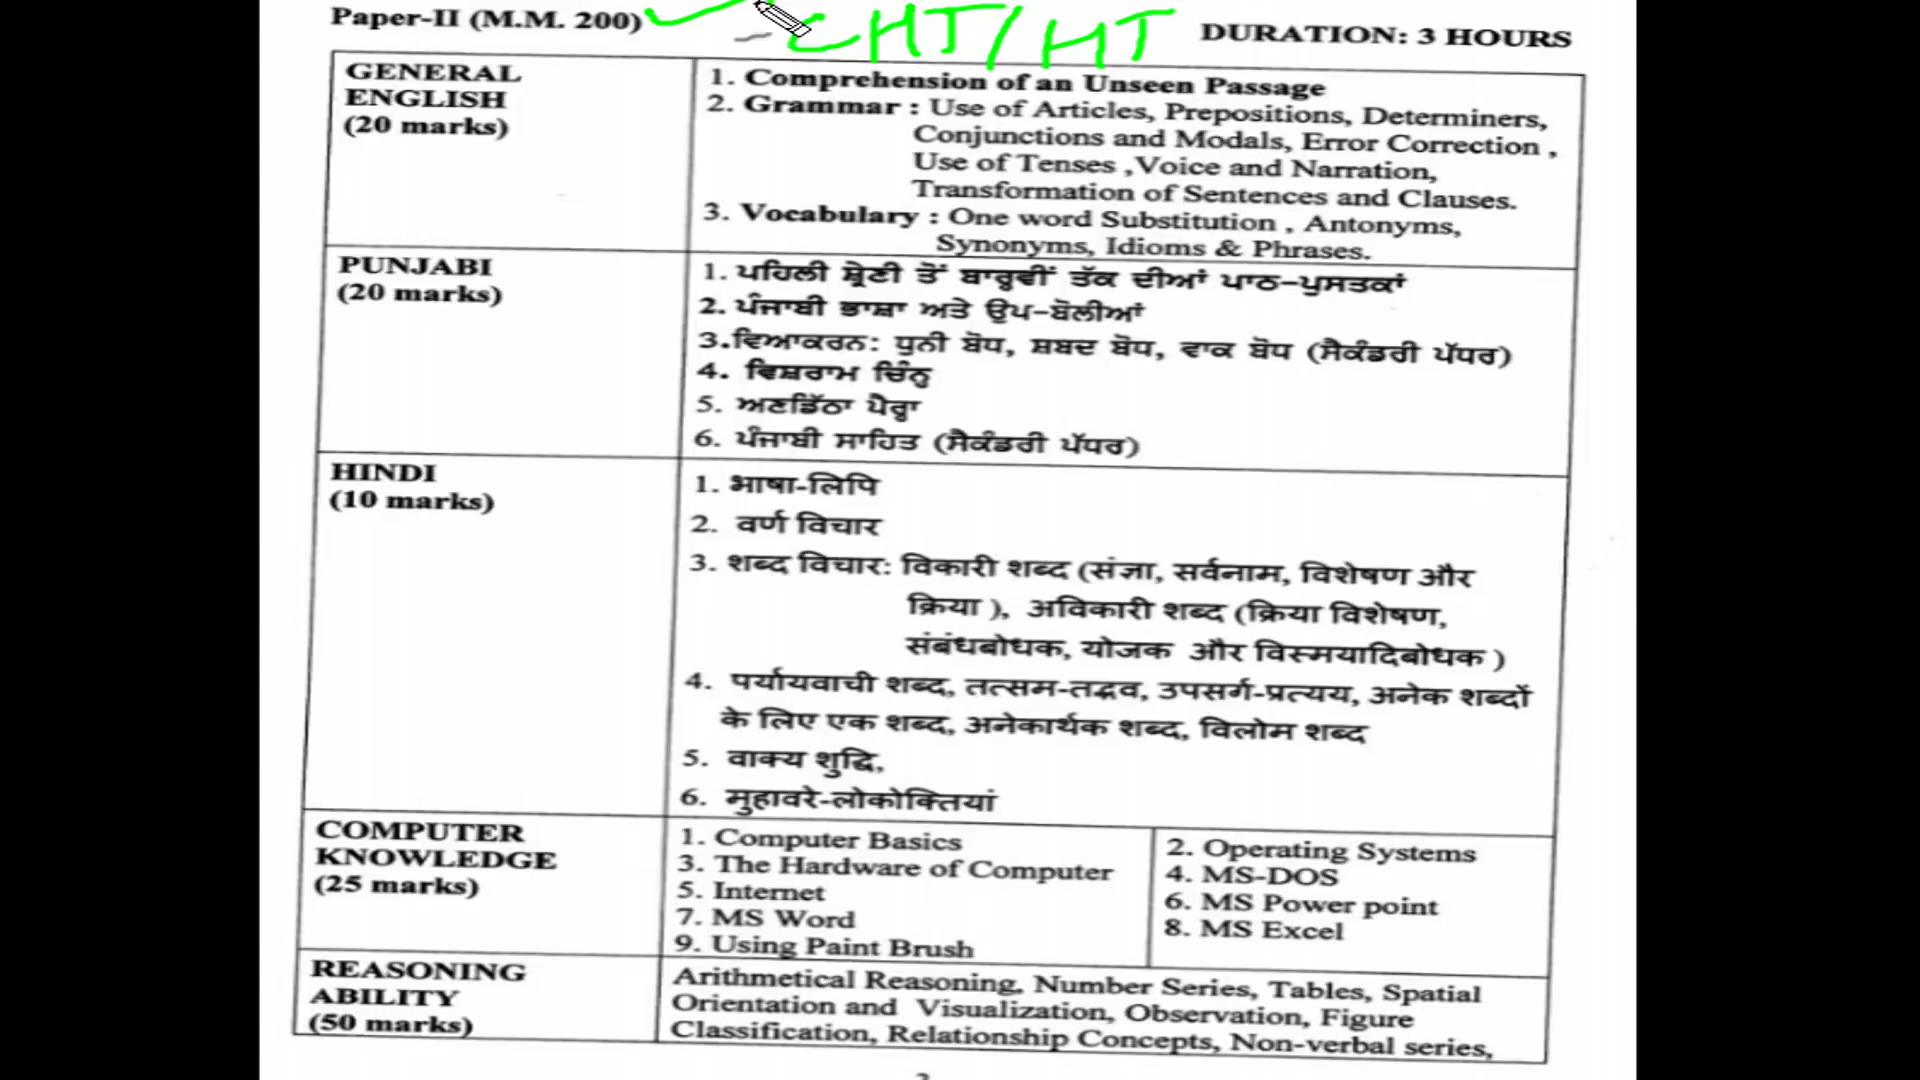 Paper-II (M.M. 200)
CHT/HT
DURATION: 3 HOURS
GENERAL
ENGLISH
(20 marks)
1. Comprehension of an Unseen Passage
2. Grammar : Use of Articles, Prepositions, Determiners,
Conjunctions and Modals, Error Correction ,
Use of Tenses ,Voice and Narration,
Transformation of Sentences and Clauses.
3. Vocabulary : One word Substitution , Antonyms,
Synonyms, Idioms & Phrases.
PUNJABI
(20 marks)
1. ਪਹਿਲੀ ਸ਼੍ਰੇਣੀ ਤੋਂ ਬਾਰ੍ਹਵੀਂ ਤੱਕ ਦੀਆਂ ਪਾਠ-ਪੁਸਤਕਾਂ
2. ਪੰਜਾਬੀ ਭਾਸ਼ਾ ਅਤੇ ਉਪ-ਬੋਲੀਆਂ
3.ਵਿਆਕਰਨ: ਧੁਨੀ ਬੋਧ, ਸ਼ਬਦ ਬੋਧ, ਵਾਕ ਬੋਧ (ਸੈਕੰਡਰੀ ਪੱਧਰ)
4. ਵਿਸ਼ਰਾਮ ਚਿੰਨ੍ਹ
5. ਅਣਡਿੱਠਾ ਪੈਰ੍ਹਾ
6. ਪੰਜਾਬੀ ਸਾਹਿਤ (ਸੈਕੰਡਰੀ ਪੱਧਰ)
HINDI
(10 marks)
1. भाषा-लिपि
2. वर्ण विचार
3. शब्द विचार: विकारी शब्द (संज्ञा, सर्वनाम, विशेषण और
क्रिया ), अविकारी शब्द (क्रिया विशेषण,
संबंधबोधक, योजक और विस्मयादिबोधक )
4. पर्यायवाची शब्द, तत्सम-तद्भव, उपसर्ग-प्रत्यय, अनेक शब्दों
के लिए एक शब्द, अनेकार्थक शब्द, विलोम शब्द
5. वाक्य शुद्धि,
6. मुहावरे-लोकोक्तियां
COMPUTER
KNOWLEDGE
(25 marks)
1. Computer Basics
3. The Hardware of Computer
5. Internet
7. MS Word
9. Using Paint Brush
2. Operating Systems
4. MS-DOS
6. MS Power point
8. MS Excel
REASONING
ABILITY
(50 marks)
Arithmetical Reasoning, Number Series, Tables, Spatial
Orientation and Visualization, Observation, Figure
Classification, Relationship Concepts, Non-verbal series,